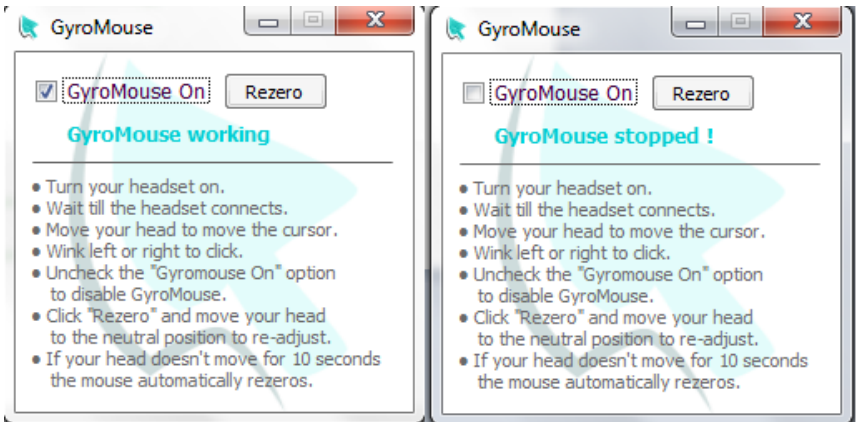 GyroMouse
GyroMouse On
Rezero
GyroMouse working
● Turn your headset on.
● Wait till the headset connects.
● Move your head to move the cursor.
● Wink left or right to click.
● Uncheck the "Gyromouse On" option
to disable GyroMouse.
● Click "Rezero" and move your head
to the neutral position to re-adjust.
● If your head doesn't move for 10 seconds
the mouse automatically rezeros.
GyroMouse
GyroMouse On
Rezero
GyroMouse stopped !
● Turn your headset on.
● Wait till the headset connects.
● Move your head to move the cursor.
● Wink left or right to click.
● Uncheck the "Gyromouse On" option
to disable GyroMouse.
● Click "Rezero" and move your head
to the neutral position to re-adjust.
● If your head doesn't move for 10 seconds
the mouse automatically rezeros.